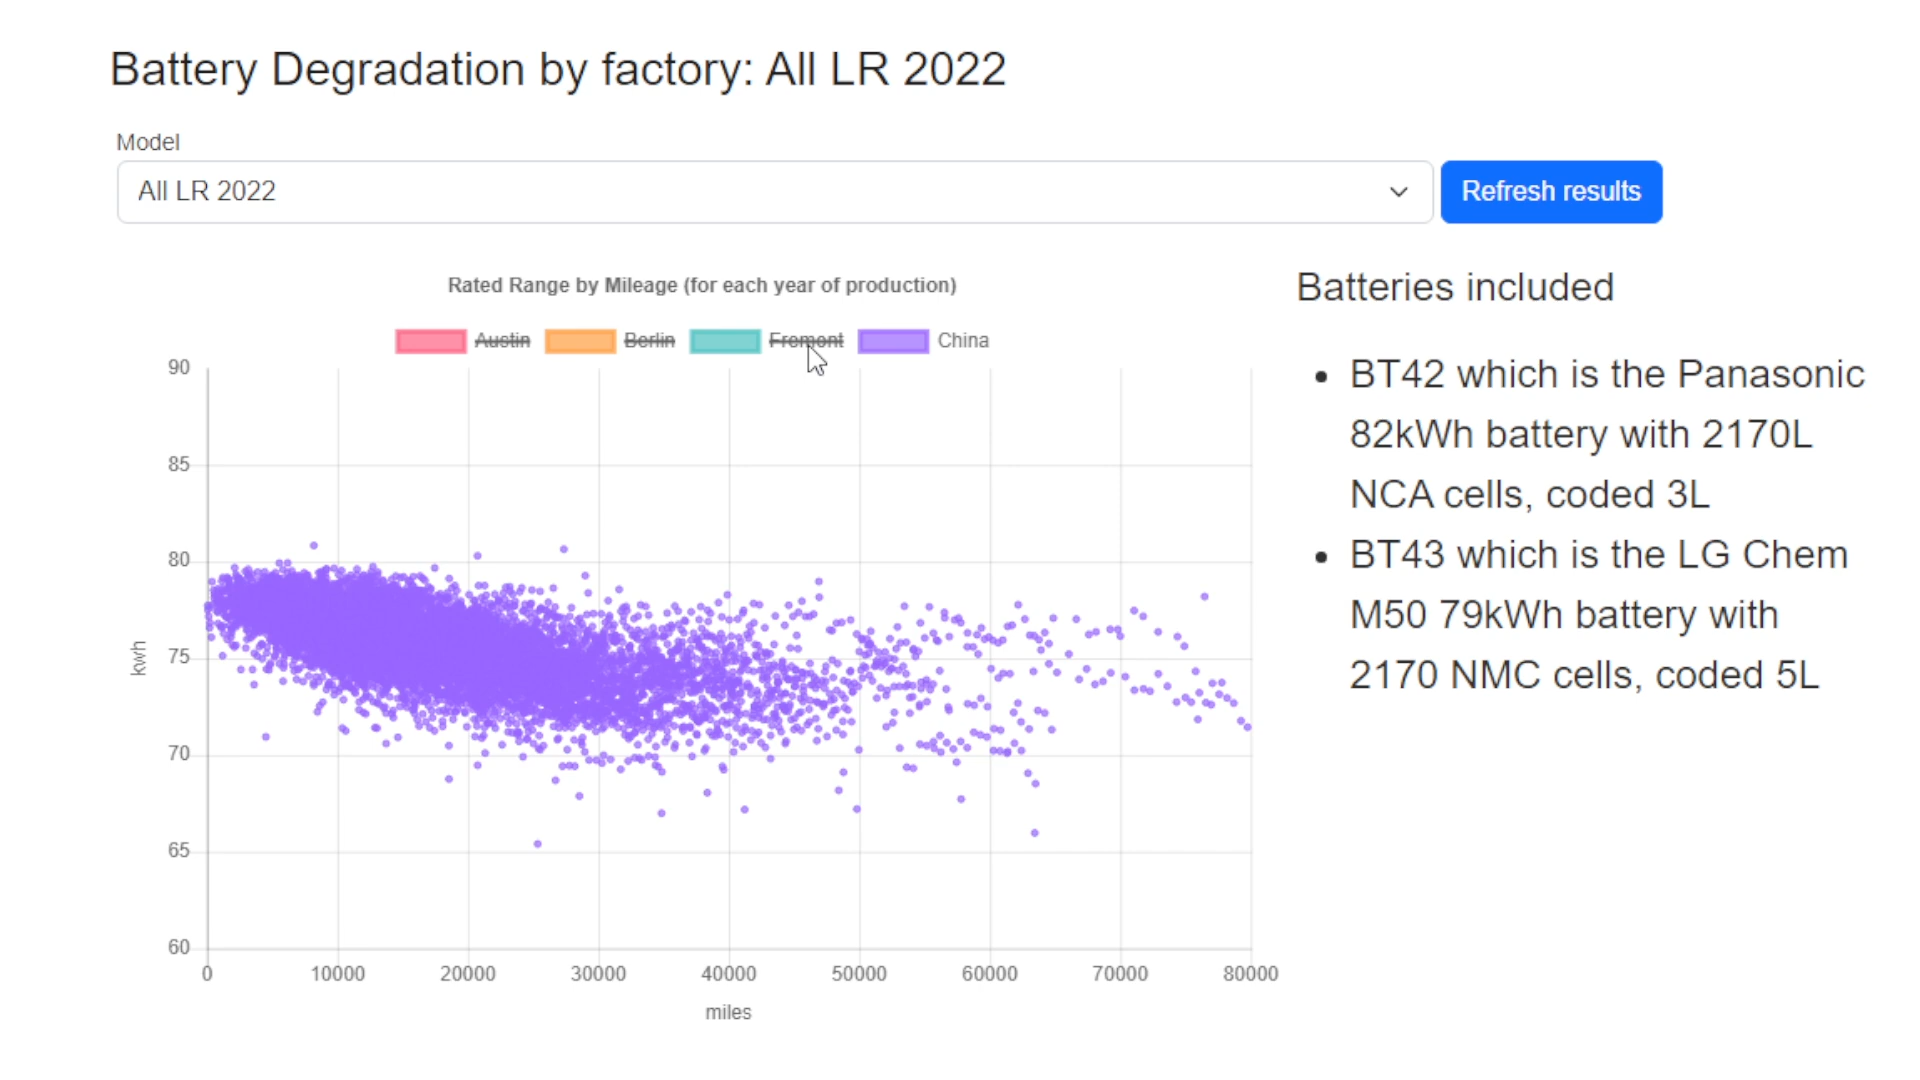 Battery Degradation by factory: All LR 2022
Model
All LR 2022
Refresh results
Rated Range by Mileage (for each year of production)
Austin Berlin Fremont China
90
85
80
75
70
65
60
kwh
0 10000 20000 30000 40000 50000 60000 70000 80000
miles
Batteries included
• BT42 which is the Panasonic
82kWh battery with 2170L
NCA cells, coded 3L
• BT43 which is the LG Chem
M50 79kWh battery with
2170 NMC cells, coded 5L